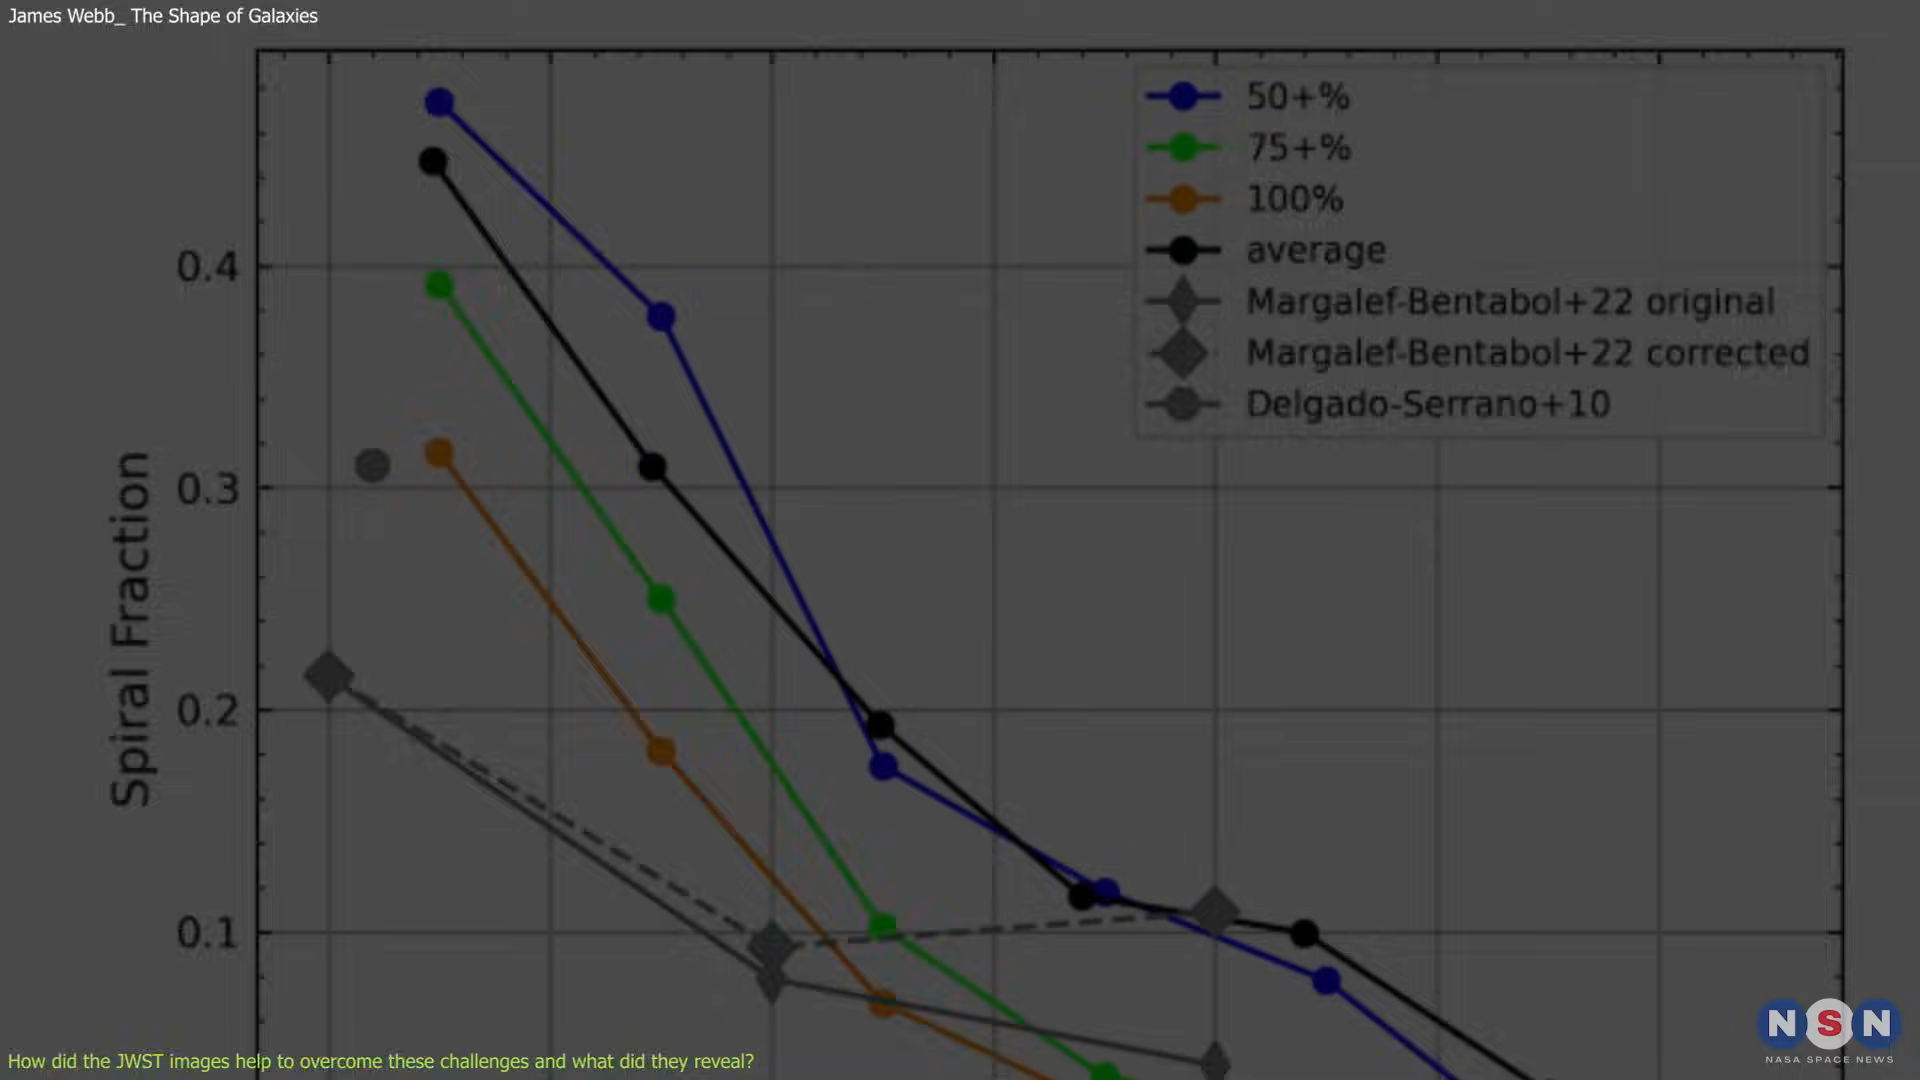 James Webb_ The Shape of Galaxies
50+%
75+%
100%
average
Margalef-Bentabol+22 original
Margalef-Bentabol+22 corrected
Delgado-Serrano+10
0.4
0.3
0.2
0.1
Spiral Fraction
How did the JWST images help to overcome these challenges and what did they reveal?
NSN
NASA SPACE NEWS